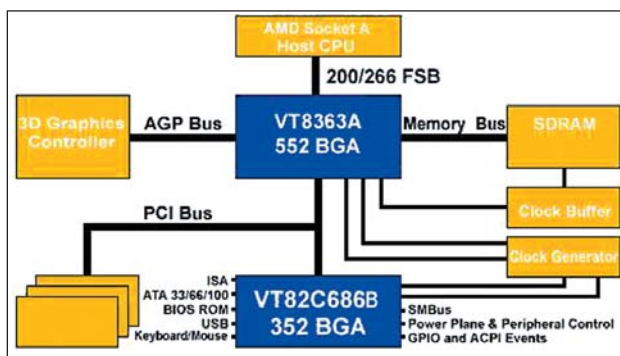 AMD Socket A
Host CPU
200/266 FSB
3D Graphics
Controller
AGP Bus
VT8363A
552 BGA
Memory Bus
SDRAM
Clock Buffer
PCI Bus
Clock Generator
ISA
ATA 33/66/100
BIOS ROM
USB
Keyboard/Mouse
VT82C686B
352 BGA
SMBus
Power Plane & Peripheral Control
GPIO and ACPI Events